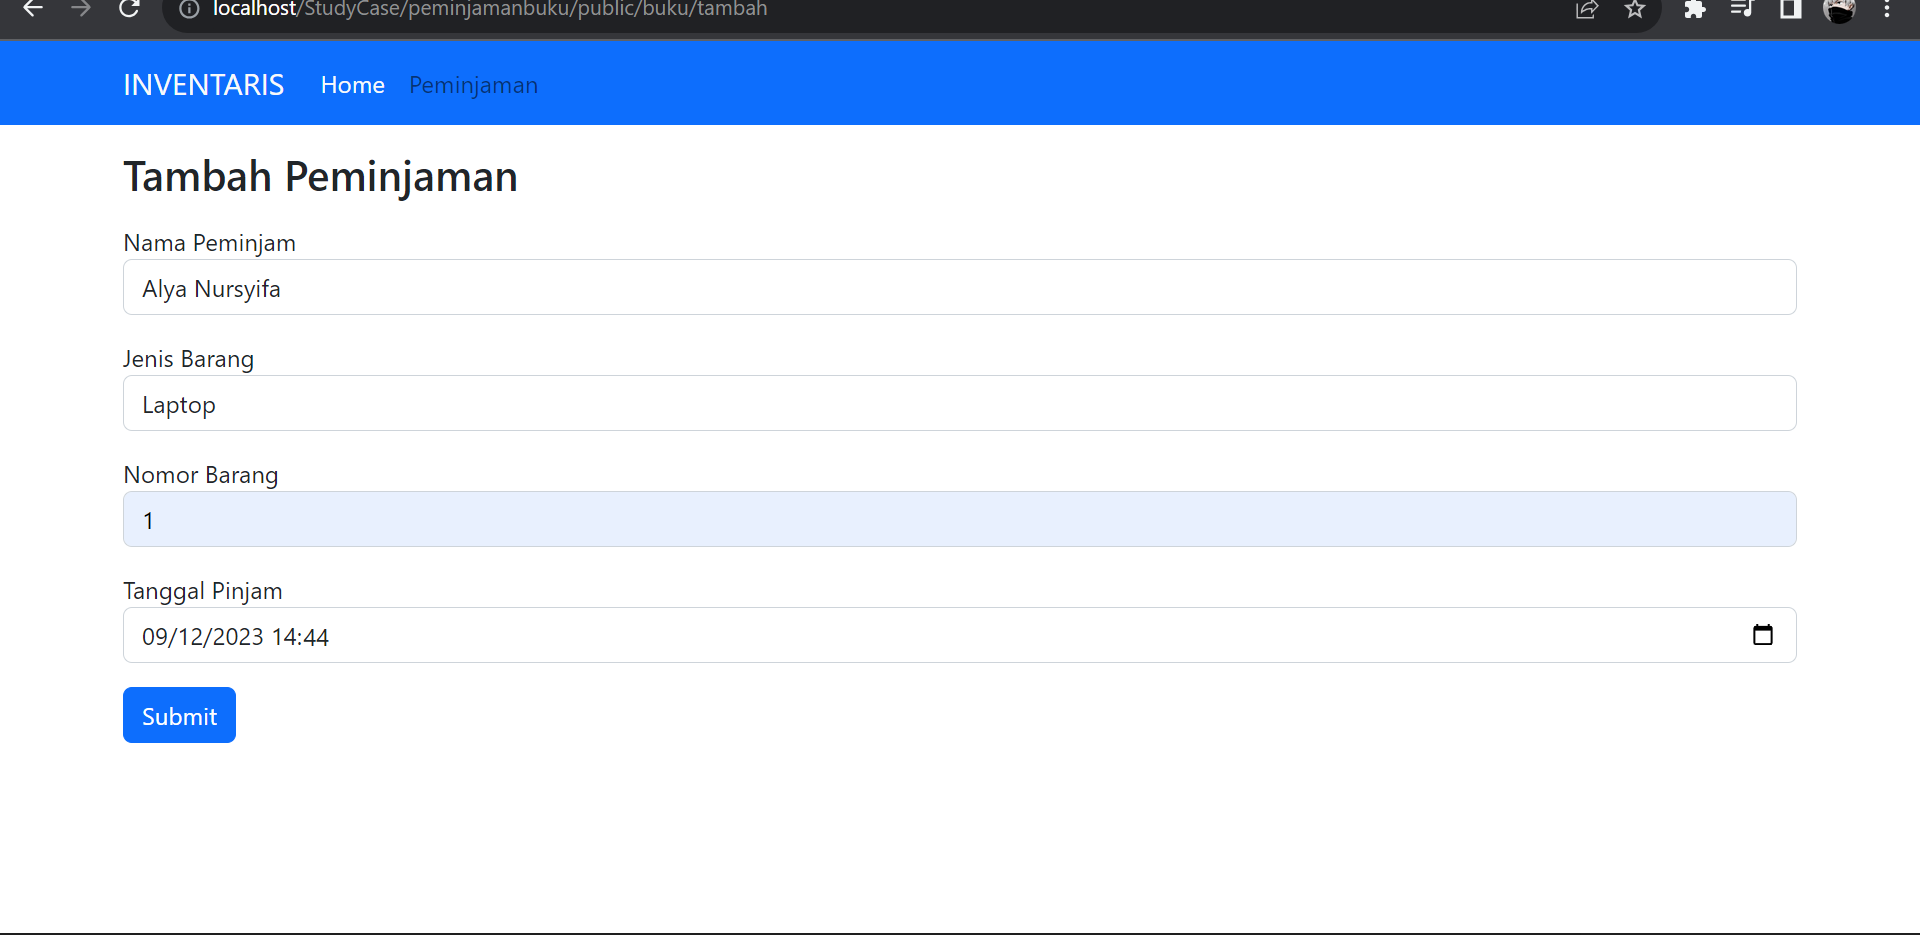 localhost/StudyCase/peminjamanbuku/public/buku/tambah
INVENTARIS Home Peminjaman
Tambah Peminjaman
Nama Peminjam
Alya Nursyifa
Jenis Barang
Laptop
Nomor Barang
1
Tanggal Pinjam
09/12/2023 14:44
Submit